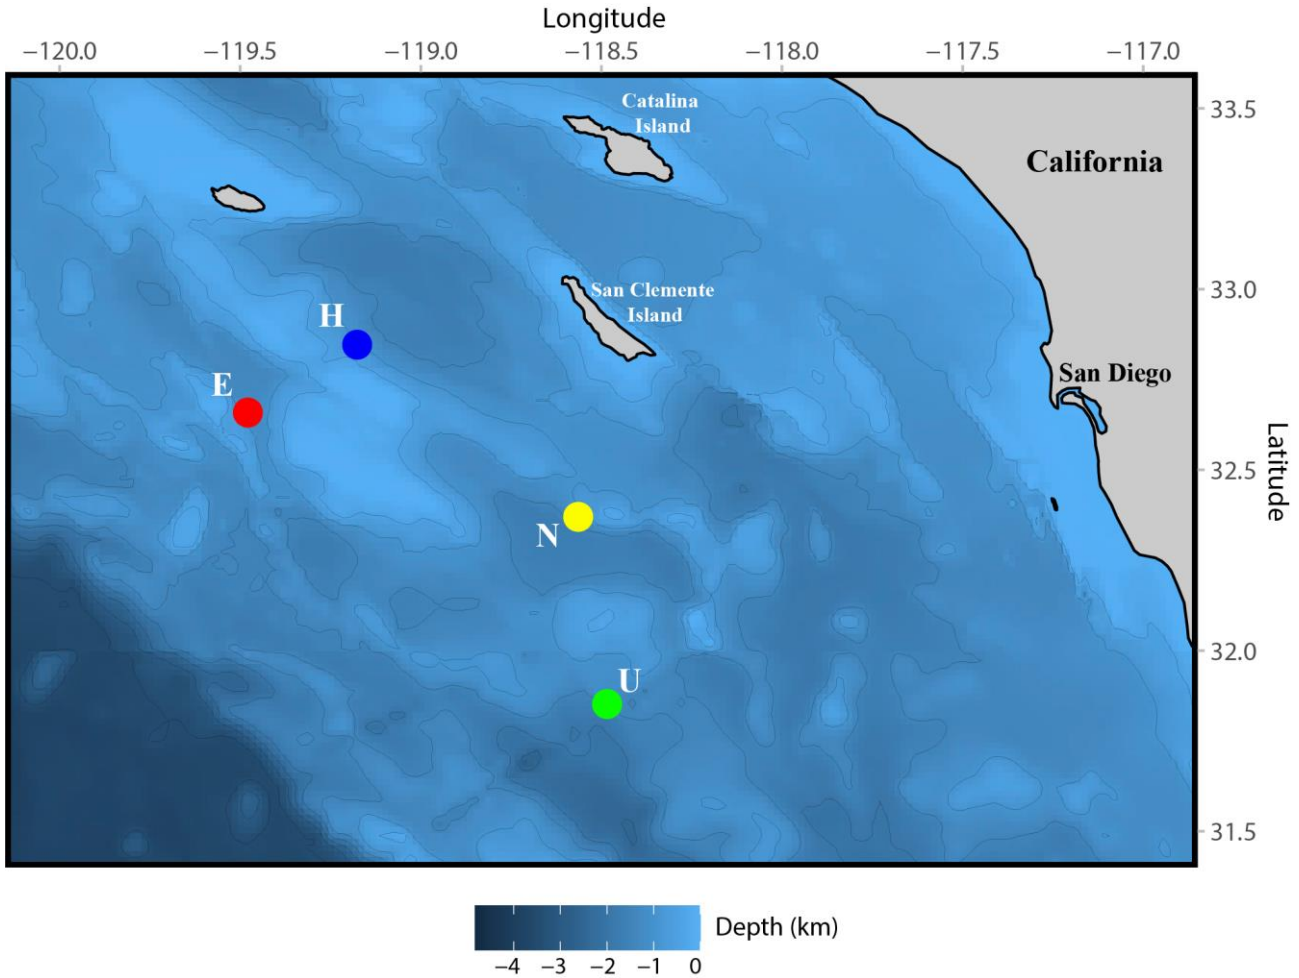 Longitude
−120.0 −119.5 −119.0 −118.5 −118.0 −117.5 −117.0
Catalina
Island
33.5
California
San Clemente
Island
33.0
H
San Diego
E
Latitude
32.5
N
32.0
U
31.5
Depth (km)
−4 −3 −2 −1 0